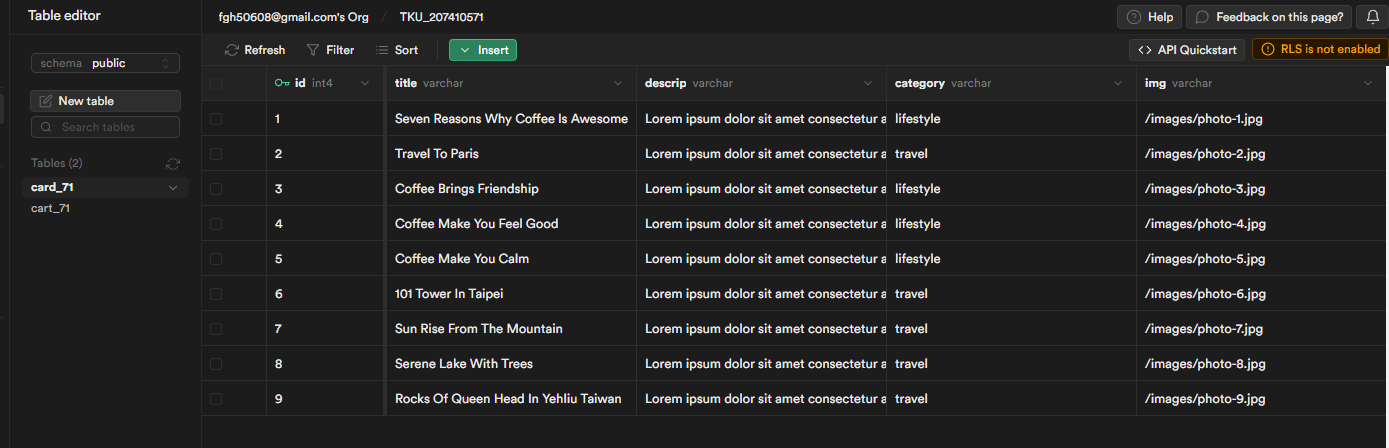 Table editor
fgh50608@gmail.com's Org / TKU_207410571
Help
Feedback on this page?
schema public
Refresh Filter Sort Insert
API Quickstart
RLS is not enabled
New table
Search tables
Tables (2)
card_71
cart_71
id int4 title varchar descrip varchar category varchar img varchar
1 Seven Reasons Why Coffee Is Awesome Lorem ipsum dolor sit amet consectetur a lifestyle /images/photo-1.jpg
2 Travel To Paris Lorem ipsum dolor sit amet consectetur a travel /images/photo-2.jpg
3 Coffee Brings Friendship Lorem ipsum dolor sit amet consectetur a lifestyle /images/photo-3.jpg
4 Coffee Make You Feel Good Lorem ipsum dolor sit amet consectetur a lifestyle /images/photo-4.jpg
5 Coffee Make You Calm Lorem ipsum dolor sit amet consectetur a lifestyle /images/photo-5.jpg
6 101 Tower In Taipei Lorem ipsum dolor sit amet consectetur a travel /images/photo-6.jpg
7 Sun Rise From The Mountain Lorem ipsum dolor sit amet consectetur a travel /images/photo-7.jpg
8 Serene Lake With Trees Lorem ipsum dolor sit amet consectetur a travel /images/photo-8.jpg
9 Rocks Of Queen Head In Yehliu Taiwan Lorem ipsum dolor sit amet consectetur a travel /images/photo-9.jpg